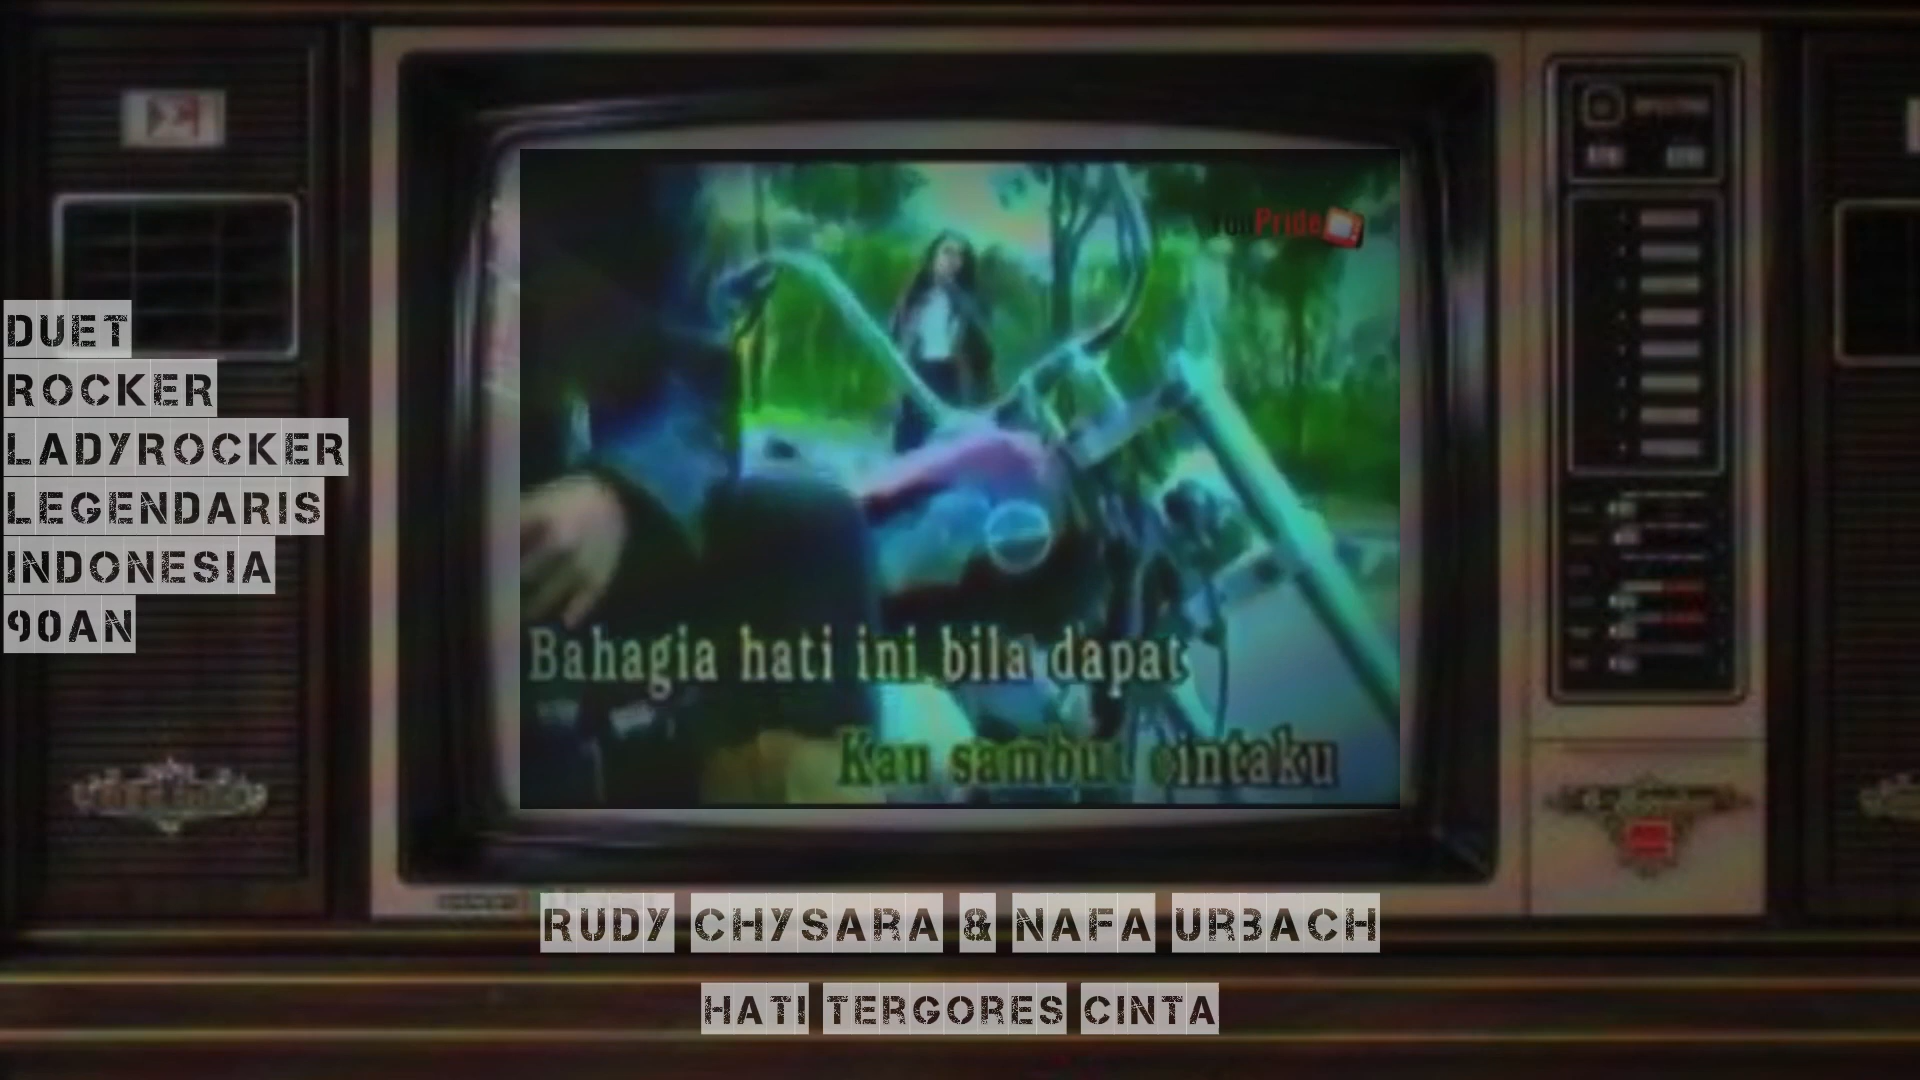 DUET
ROCKER
LADYROCKER
LEGENDARIS
INDONESIA
90AN
Pride
Bahagia hati ini bila dapat
Kau sambut cintaku
RUDY CHYSARA & NAFA URBACH
HATI TERGORES CINTA